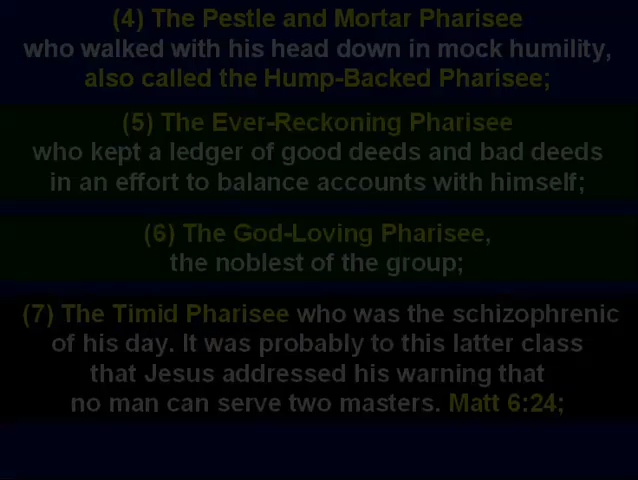 (4) The Pestle and Mortar Pharisee
who walked with his head down in mock humility,
also called the Hump-Backed Pharisee;
(5) The Ever-Reckoning Pharisee
who kept a ledger of good deeds and bad deeds
in an effort to balance accounts with himself;
(6) The God-Loving Pharisee,
the noblest of the group;
(7) The Timid Pharisee who was the schizophrenic
of his day. It was probably to this latter class
that Jesus addressed his warning that
no man can serve two masters. Matt 6:24;